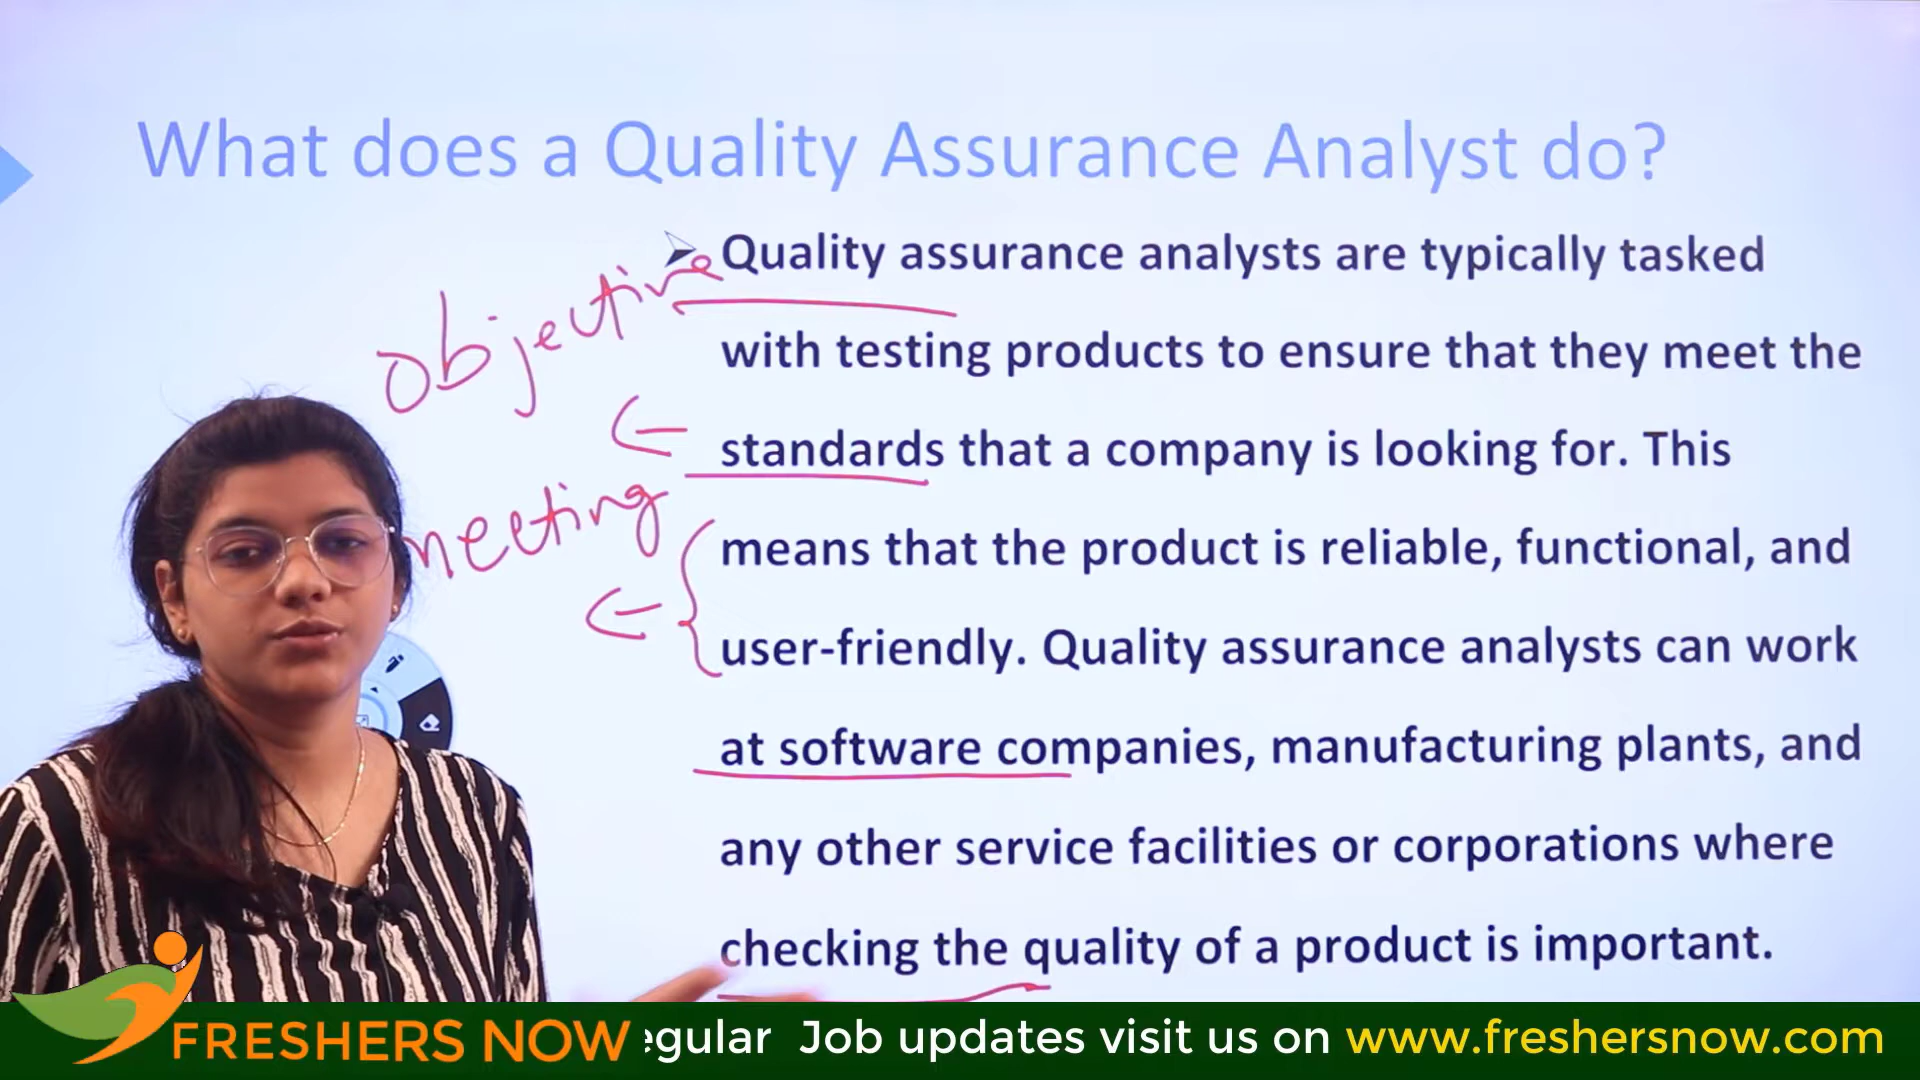 What does a Quality Assurance Analyst do?
Quality assurance analysts are typically tasked
with testing products to ensure that they meet the
standards that a company is looking for. This
means that the product is reliable, functional, and
user-friendly. Quality assurance analysts can work
at software companies, manufacturing plants, and
any other service facilities or corporations where
checking the quality of a product is important.
objective
meeting
FRESHERS NOW
egular Job updates visit us on www.freshersnow.com